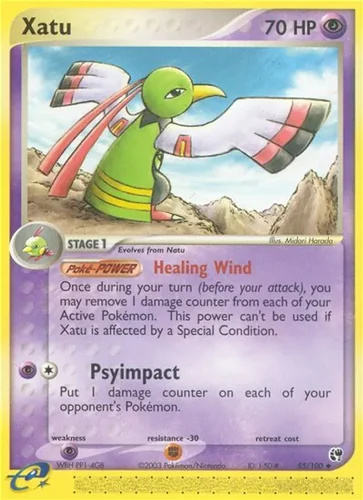 Xatu
70 HP
STAGE 1
Evolves from Natu
Illus. Midori Harada
Poké-POWER Healing Wind
Once during your turn (before your attack), you
may remove 1 damage counter from each of your
Active Pokémon. This power can't be used if
Xatu is affected by a Special Condition.
Psyimpact
Put 1 damage counter on each of your
opponent's Pokémon.
weakness
resistance -30
retreat cost
©2003 Pokémon/Nintendo
85/100
e